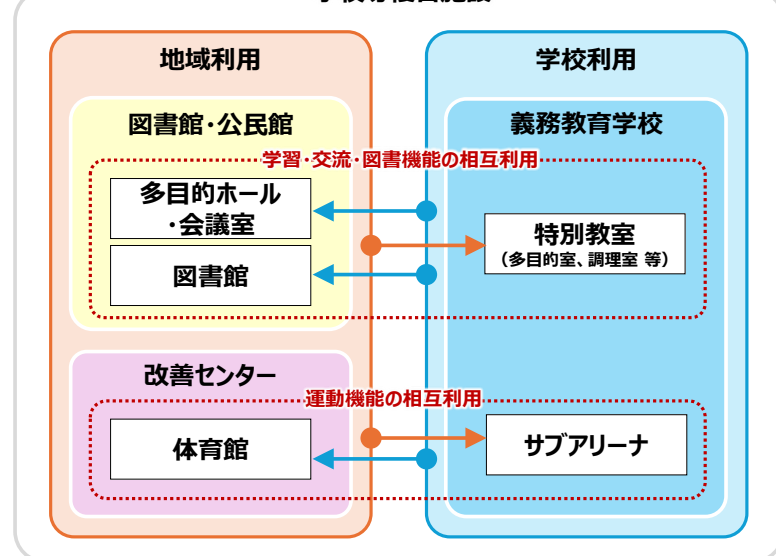 地域利用
学校利用
図書館・公民館
義務教育学校
学習・交流・図書機能の相互利用
多目的ホール
・会議室
特別教室
（多目的室、調理室 等）
図書館
改善センター
運動機能の相互利用
体育館
サブアリーナ